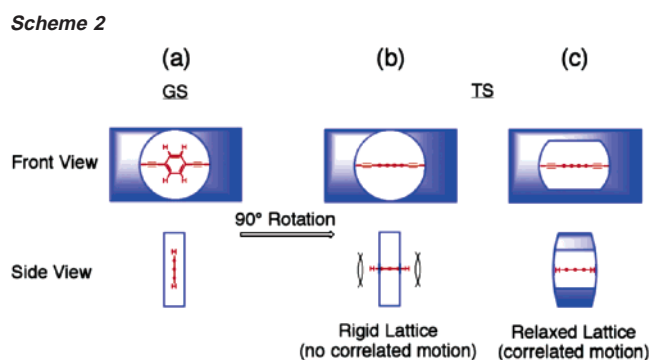 Scheme 2
(a) (b) (c)
GS TS
Front View
H H
H H
90° Rotation
Side View
H
H
H H
H H
Rigid Lattice
(no correlated motion)
Relaxed Lattice
(correlated motion)